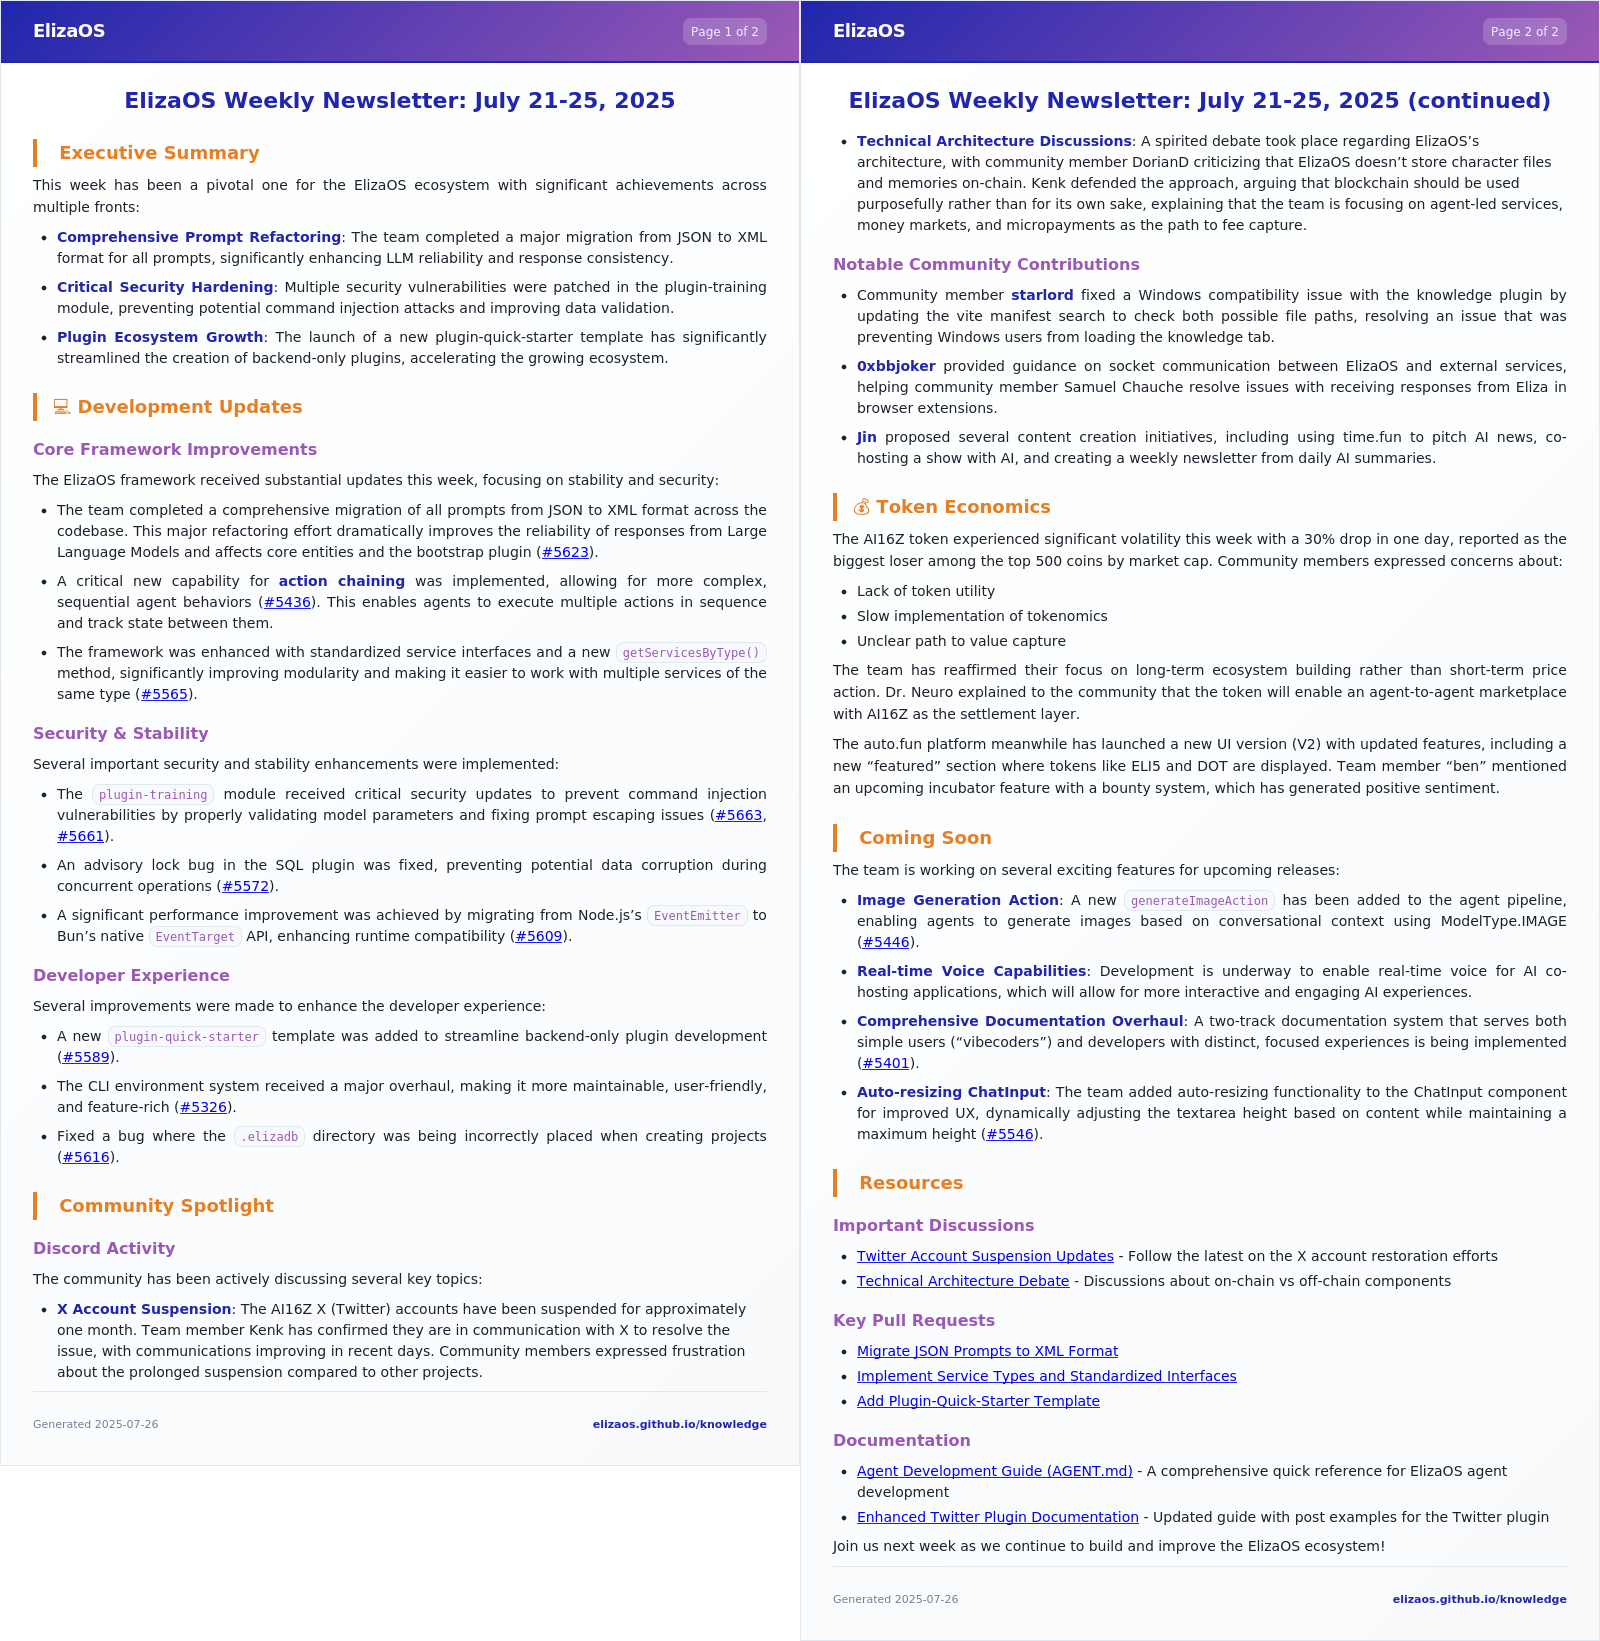 ElizaOS
Page 1 of 2
ElizaOS Weekly Newsletter: July 21-25, 2025
Executive Summary
This week has been a pivotal one for the ElizaOS ecosystem with significant achievements across
multiple fronts:
• Comprehensive Prompt Refactoring: The team completed a major migration from JSON to XML
format for all prompts, significantly enhancing LLM reliability and response consistency.
• Critical Security Hardening: Multiple security vulnerabilities were patched in the plugin-training
module, preventing potential command injection attacks and improving data validation.
• Plugin Ecosystem Growth: The launch of a new plugin-quick-starter template has significantly
streamlined the creation of backend-only plugins, accelerating the growing ecosystem.
💻 Development Updates
Core Framework Improvements
The ElizaOS framework received substantial updates this week, focusing on stability and security:
• The team completed a comprehensive migration of all prompts from JSON to XML format across the
codebase. This major refactoring effort dramatically improves the reliability of responses from Large
Language Models and affects core entities and the bootstrap plugin (#5623).
• A critical new capability for action chaining was implemented, allowing for more complex,
sequential agent behaviors (#5436). This enables agents to execute multiple actions in sequence
and track state between them.
• The framework was enhanced with standardized service interfaces and a new getServicesByType()
method, significantly improving modularity and making it easier to work with multiple services of the
same type (#5565).
Security & Stability
Several important security and stability enhancements were implemented:
• The plugin-training module received critical security updates to prevent command injection
vulnerabilities by properly validating model parameters and fixing prompt escaping issues (#5663,
#5661).
• An advisory lock bug in the SQL plugin was fixed, preventing potential data corruption during
concurrent operations (#5572).
• A significant performance improvement was achieved by migrating from Node.js’s EventEmitter to
Bun’s native EventTarget API, enhancing runtime compatibility (#5609).
Developer Experience
Several improvements were made to enhance the developer experience:
• A new plugin-quick-starter template was added to streamline backend-only plugin development
(#5589).
• The CLI environment system received a major overhaul, making it more maintainable, user-friendly,
and feature-rich (#5326).
• Fixed a bug where the .elizadb directory was being incorrectly placed when creating projects
(#5616).
Community Spotlight
Discord Activity
The community has been actively discussing several key topics:
• X Account Suspension: The AI16Z X (Twitter) accounts have been suspended for approximately
one month. Team member Kenk has confirmed they are in communication with X to resolve the
issue, with communications improving in recent days. Community members expressed frustration
about the prolonged suspension compared to other projects.
Generated 2025-07-26
elizaos.github.io/knowledge
ElizaOS
Page 2 of 2
ElizaOS Weekly Newsletter: July 21-25, 2025 (continued)
• Technical Architecture Discussions: A spirited debate took place regarding ElizaOS’s
architecture, with community member DorianD criticizing that ElizaOS doesn’t store character files
and memories on-chain. Kenk defended the approach, arguing that blockchain should be used
purposefully rather than for its own sake, explaining that the team is focusing on agent-led services,
money markets, and micropayments as the path to fee capture.
Notable Community Contributions
• Community member starlord fixed a Windows compatibility issue with the knowledge plugin by
updating the vite manifest search to check both possible file paths, resolving an issue that was
preventing Windows users from loading the knowledge tab.
• 0xbbjoker provided guidance on socket communication between ElizaOS and external services,
helping community member Samuel Chauche resolve issues with receiving responses from Eliza in
browser extensions.
• Jin proposed several content creation initiatives, including using time.fun to pitch AI news, co-
hosting a show with AI, and creating a weekly newsletter from daily AI summaries.
💰 Token Economics
The AI16Z token experienced significant volatility this week with a 30% drop in one day, reported as the
biggest loser among the top 500 coins by market cap. Community members expressed concerns about:
• Lack of token utility
• Slow implementation of tokenomics
• Unclear path to value capture
The team has reaffirmed their focus on long-term ecosystem building rather than short-term price
action. Dr. Neuro explained to the community that the token will enable an agent-to-agent marketplace
with AI16Z as the settlement layer.
The auto.fun platform meanwhile has launched a new UI version (V2) with updated features, including a
new “featured” section where tokens like ELI5 and DOT are displayed. Team member “ben” mentioned
an upcoming incubator feature with a bounty system, which has generated positive sentiment.
Coming Soon
The team is working on several exciting features for upcoming releases:
• Image Generation Action: A new generateImageAction has been added to the agent pipeline,
enabling agents to generate images based on conversational context using ModelType.IMAGE
(#5446).
• Real-time Voice Capabilities: Development is underway to enable real-time voice for AI co-
hosting applications, which will allow for more interactive and engaging AI experiences.
• Comprehensive Documentation Overhaul: A two-track documentation system that serves both
simple users (“vibecoders”) and developers with distinct, focused experiences is being implemented
(#5401).
• Auto-resizing ChatInput: The team added auto-resizing functionality to the ChatInput component
for improved UX, dynamically adjusting the textarea height based on content while maintaining a
maximum height (#5546).
Resources
Important Discussions
• Twitter Account Suspension Updates - Follow the latest on the X account restoration efforts
• Technical Architecture Debate - Discussions about on-chain vs off-chain components
Key Pull Requests
• Migrate JSON Prompts to XML Format
• Implement Service Types and Standardized Interfaces
• Add Plugin-Quick-Starter Template
Documentation
• Agent Development Guide (AGENT.md) - A comprehensive quick reference for ElizaOS agent
development
• Enhanced Twitter Plugin Documentation - Updated guide with post examples for the Twitter plugin
Join us next week as we continue to build and improve the ElizaOS ecosystem!
Generated 2025-07-26
elizaos.github.io/knowledge